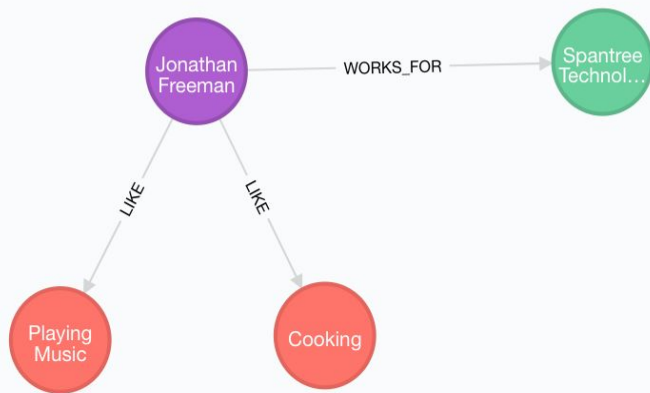 Jonathan
Freeman
WORKS_FOR
Spantree
Technol...
LIKE
LIKE
Playing
Music
Cooking